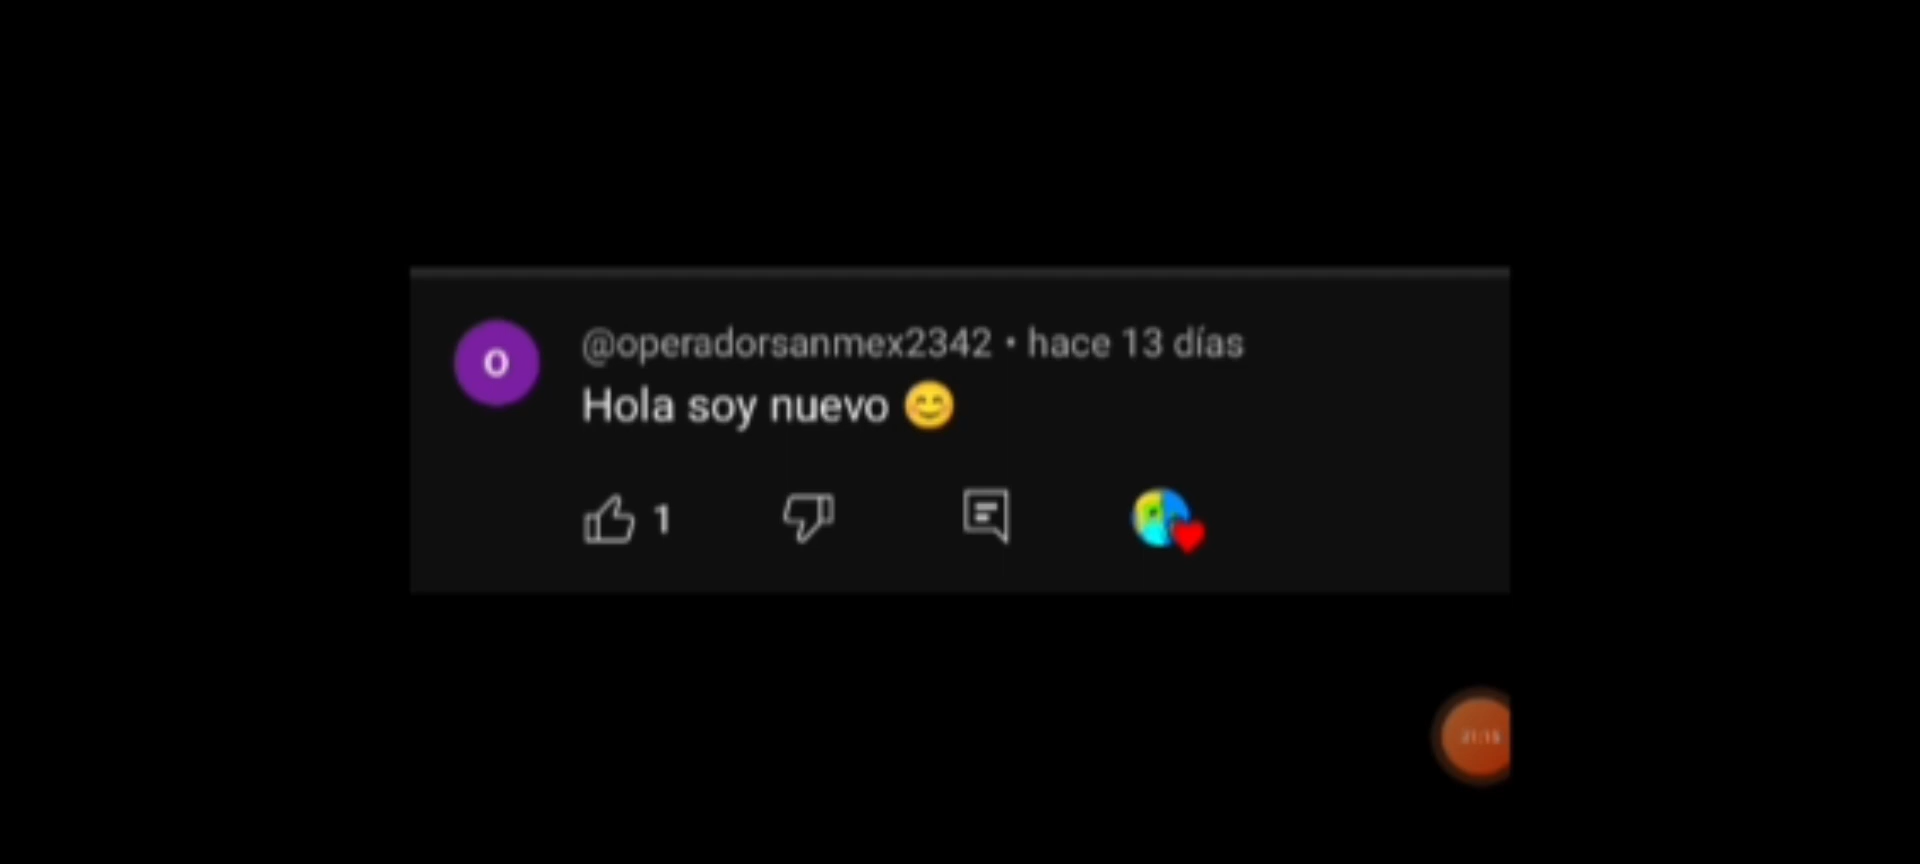 O
@operadorsanmex2342 • hace 13 días
Hola soy nuevo 😊
1